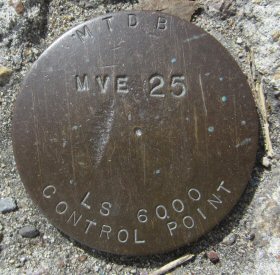 MTDB
MVE 25
LS 6000
CONTROL POINT